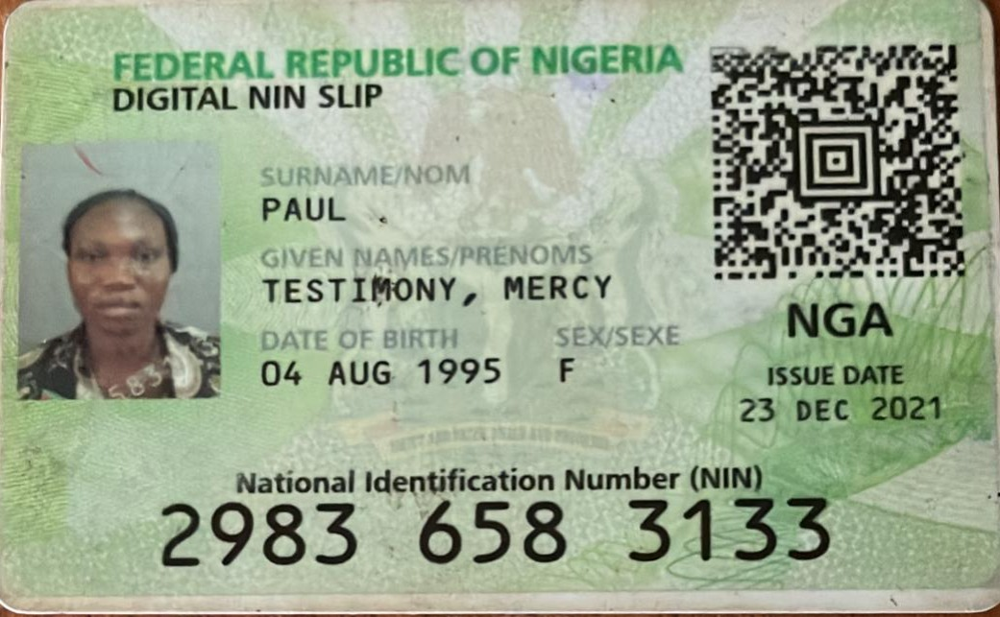 FEDERAL REPUBLIC OF NIGERIA
DIGITAL NIN SLIP
SURNAME/NOM
PAUL
GIVEN NAMES/PRENOMS
TESTIMONY, MERCY
DATE OF BIRTH SEX/SEXE
04 AUG 1995 F
NGA
ISSUE DATE
23 DEC 2021
National Identification Number (NIN)
2983 658 3133